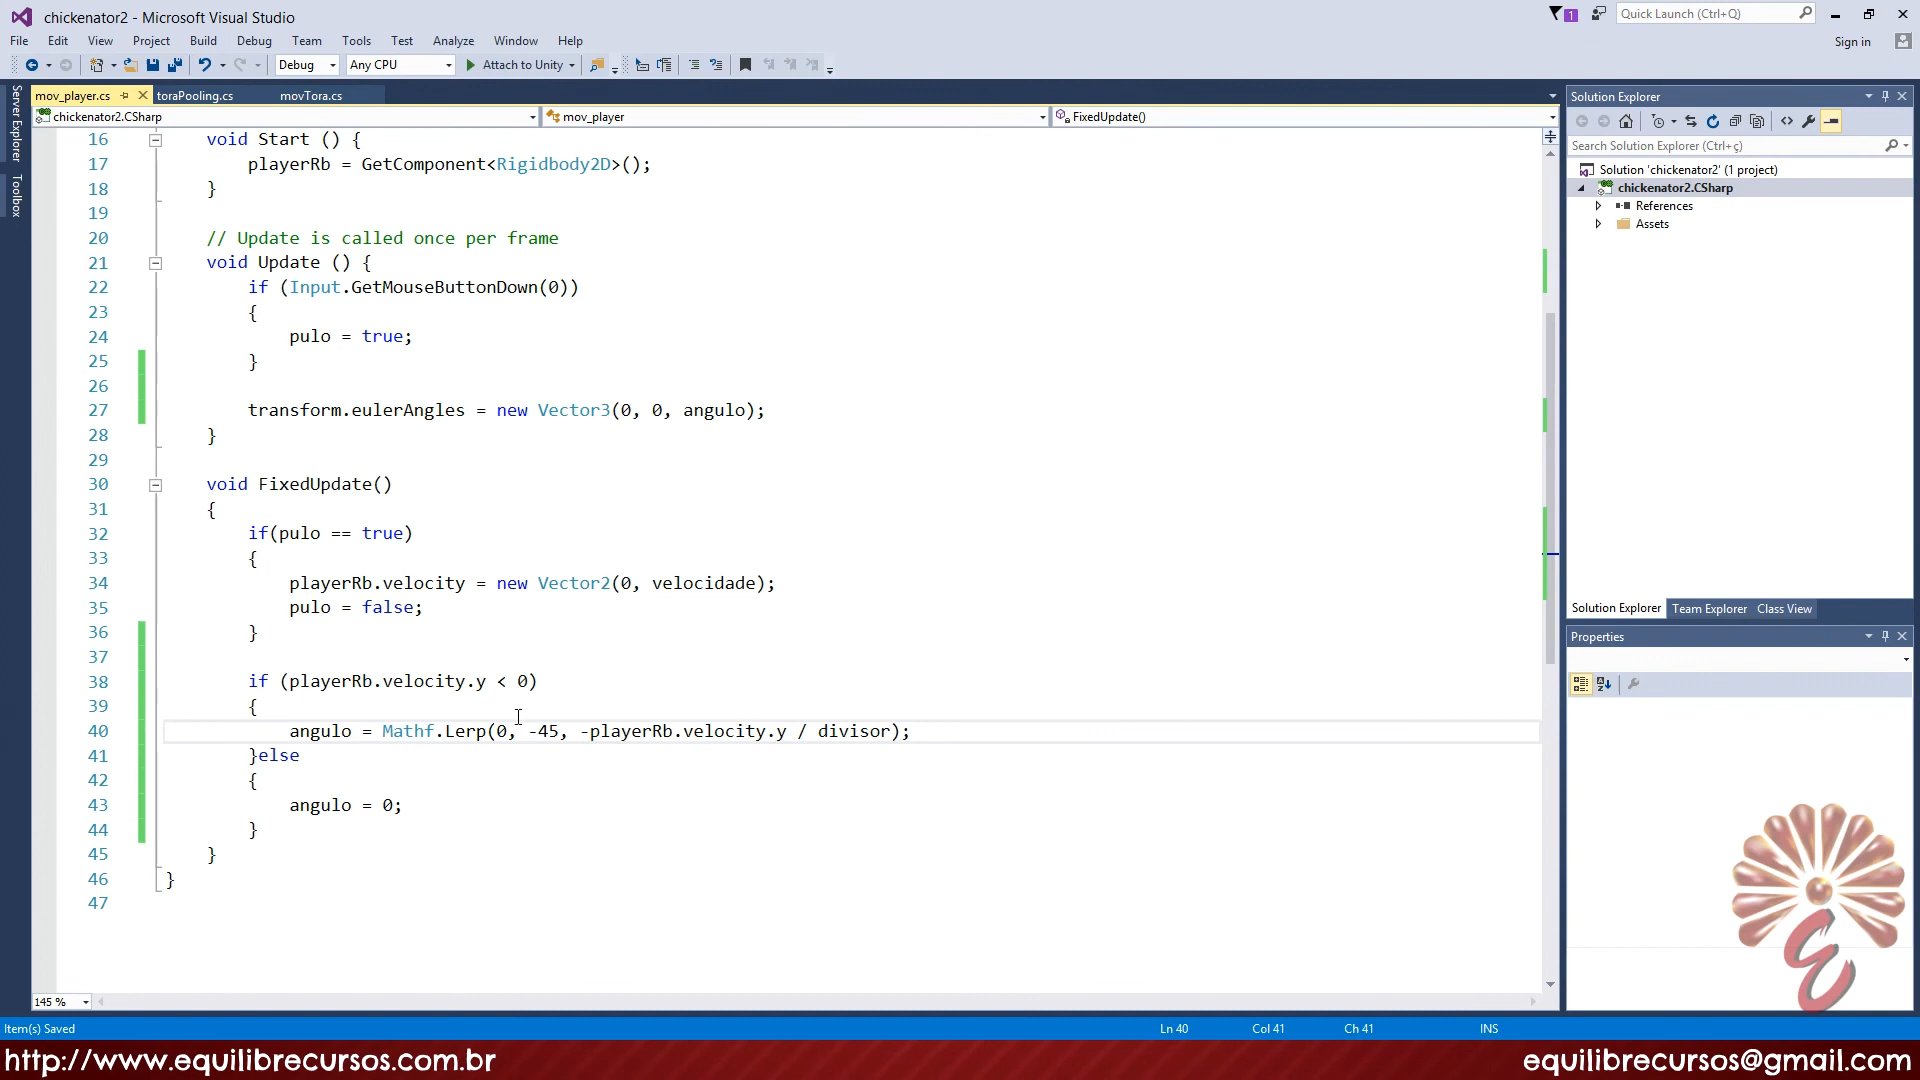 chickenator2 - Microsoft Visual Studio
1
Quick Launch (Ctrl+Q)
File Edit View Project Build Debug Team Tools Test Analyze Window Help
Sign in
Debug Any CPU Attach to Unity
Server Explorer
Toolbox
mov_player.cs toraPooling.cs movTora.cs
chickenator2.CSharp mov_player FixedUpdate()
16 void Start () {
17 playerRb = GetComponent<Rigidbody2D>();
18 }
19
20 // Update is called once per frame
21 void Update () {
22 if (Input.GetMouseButtonDown(0))
23 {
24 pulo = true;
25 }
26
27 transform.eulerAngles = new Vector3(0, 0, angulo);
28 }
29
30 void FixedUpdate()
31 {
32 if(pulo == true)
33 {
34 playerRb.velocity = new Vector2(0, velocidade);
35 pulo = false;
36 }
37
38 if (playerRb.velocity.y < 0)
39 {
40 angulo = Mathf.Lerp(0, -45, -playerRb.velocity.y / divisor);
41 }else
42 {
43 angulo = 0;
44 }
45 }
46 }
47
145 %
Solution Explorer
Search Solution Explorer (Ctrl+ç)
Solution 'chickenator2' (1 project)
chickenator2.CSharp
References
Assets
Solution Explorer Team Explorer Class View
Properties
Item(s) Saved Ln 40 Col 41 Ch 41 INS
http://www.equilibrecursos.com.br
equilibrecursos@gmail.com